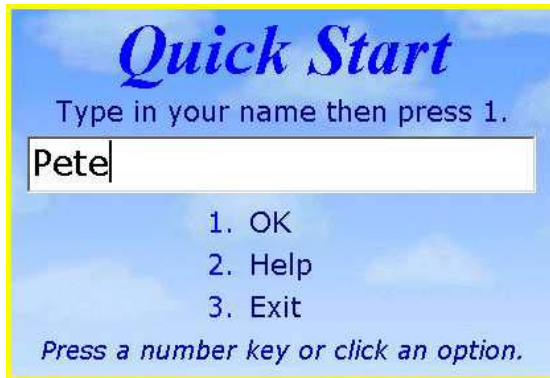 Quick Start
Type in your name then press 1.
Pete
1. OK
2. Help
3. Exit
Press a number key or click an option.